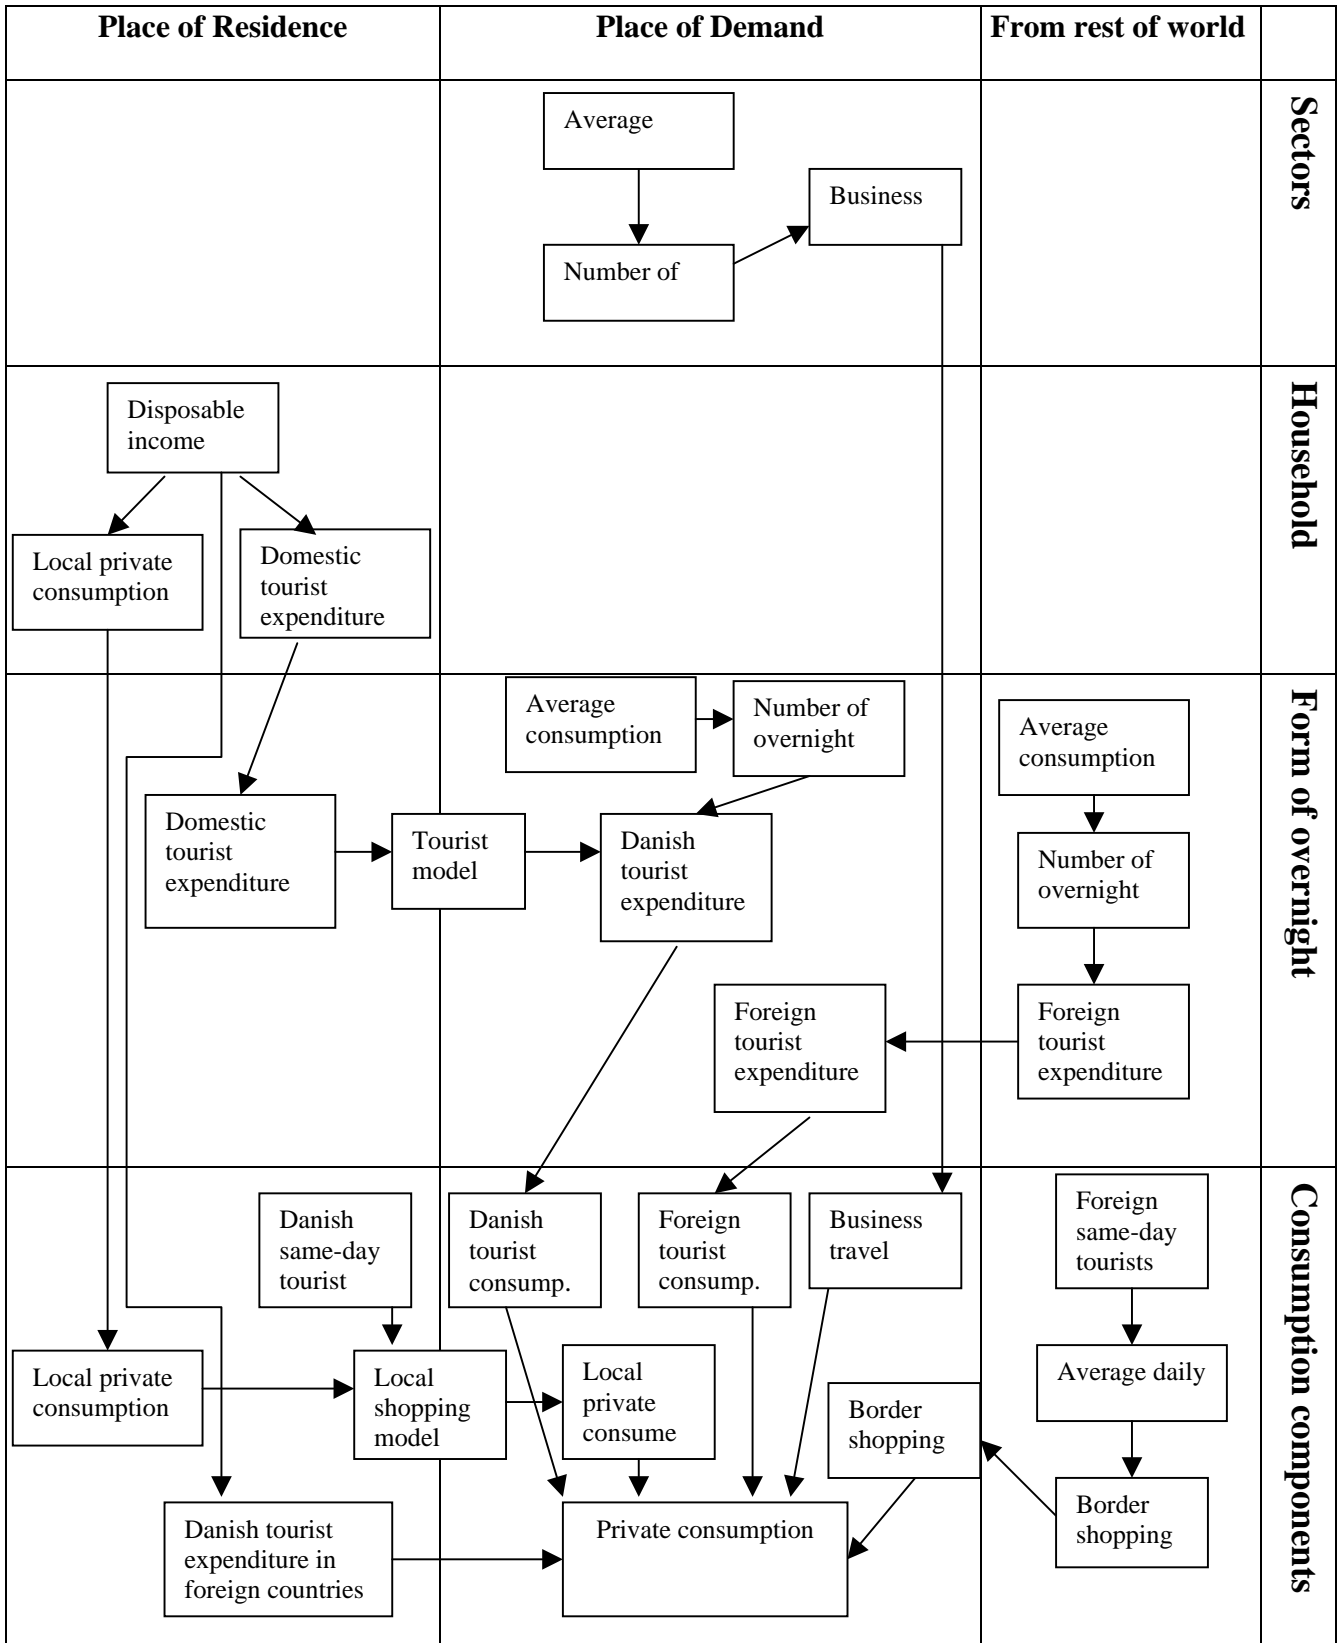 Place of Residence
Place of Demand
From rest of world
Sectors
Average
Business
Number of
Household
Disposable
income
Local private
consumption
Domestic
tourist
expenditure
Form of overnight
Average
consumption
Number of
overnight
Average
consumption
Domestic
tourist
expenditure
Tourist
model
Danish
tourist
expenditure
Number of
overnight
Foreign
tourist
expenditure
Foreign
tourist
expenditure
Consumption components
Danish
same-day
tourist
Danish
tourist
consump.
Foreign
tourist
consump.
Business
travel
Foreign
same-day
tourists
Local private
consumption
Local
shopping
model
Local
private
consume
Border
shopping
Average daily
Danish tourist
expenditure in
foreign countries
Private consumption
Border
shopping